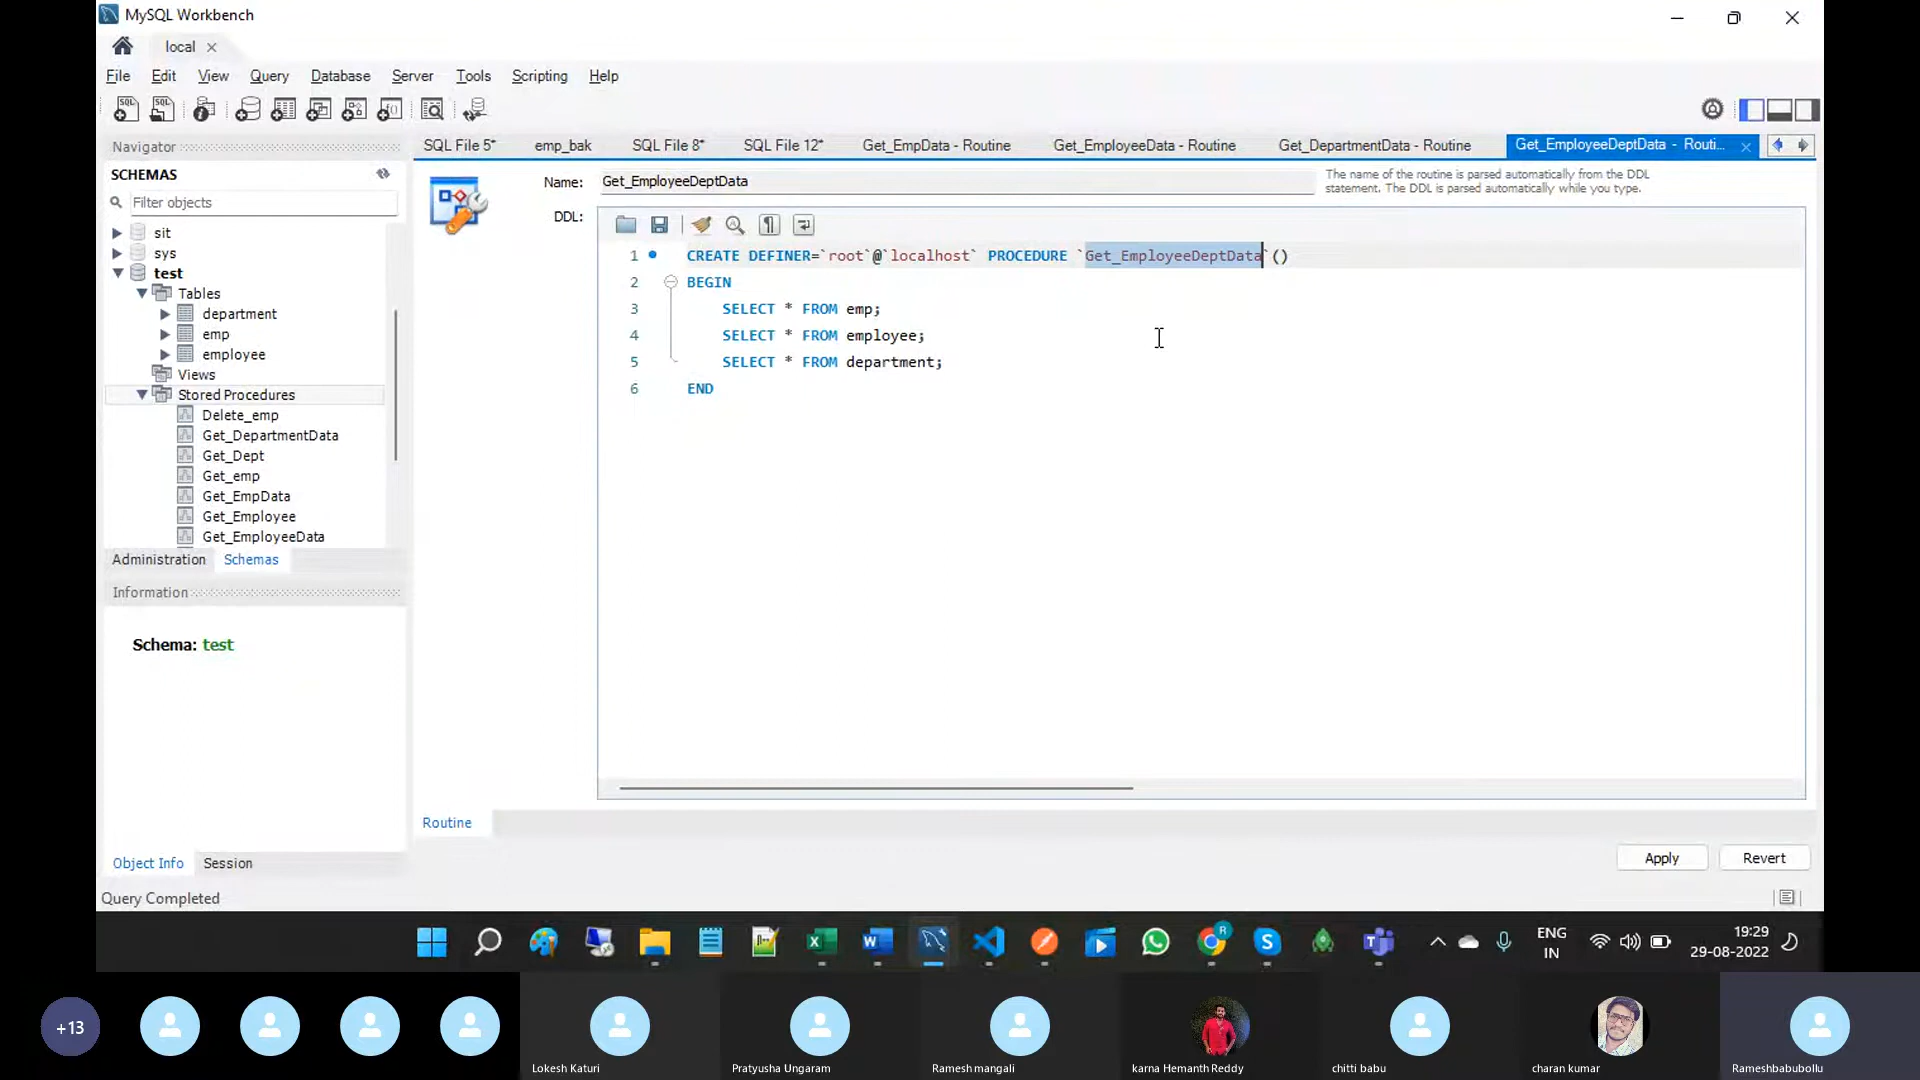 MySQL Workbench
local
File Edit View Query Database Server Tools Scripting Help
Navigator
SCHEMAS
Filter objects
sit
sys
test
Tables
department
emp
employee
Views
Stored Procedures
Delete_emp
Get_DepartmentData
Get_Dept
Get_emp
Get_EmpData
Get_Employee
Get_EmployeeData
Administration Schemas
Information
Schema: test
Object Info Session
Query Completed
SQL File 5* emp_bak SQL File 8* SQL File 12* Get_EmpData - Routine Get_EmployeeData - Routine Get_DepartmentData - Routine Get_EmployeeDeptData - Routi...
Name: Get_EmployeeDeptData
The name of the routine is parsed automatically from the DDL
statement. The DDL is parsed automatically while you type.
DDL:
1 CREATE DEFINER=`root`@`localhost` PROCEDURE `Get_EmployeeDeptData`()
2 BEGIN
3 SELECT * FROM emp;
4 SELECT * FROM employee;
5 SELECT * FROM department;
6 END
Routine
Apply Revert
ENG
IN
19:29
29-08-2022
+13
Lokesh Katuri
Pratyusha Ungaram
Ramesh mangali
karna Hemanth Reddy
chitti babu
charan kumar
Rameshbabubollu